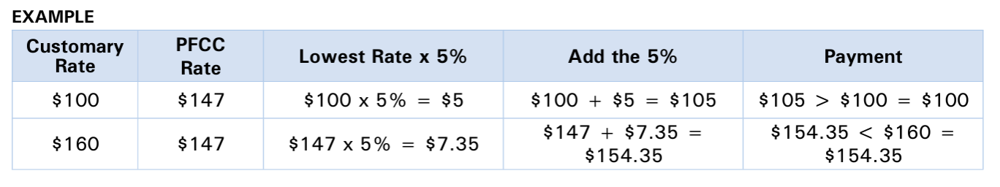 EXAMPLE
Customary Rate | PFCC Rate | Lowest Rate x 5% | Add the 5% | Payment
$100 | $147 | $100 x 5% = $5 | $100 + $5 = $105 | $105 > $100 = $100
$160 | $147 | $147 x 5% = $7.35 | $147 + $7.35 = $154.35 | $154.35 < $160 = $154.35